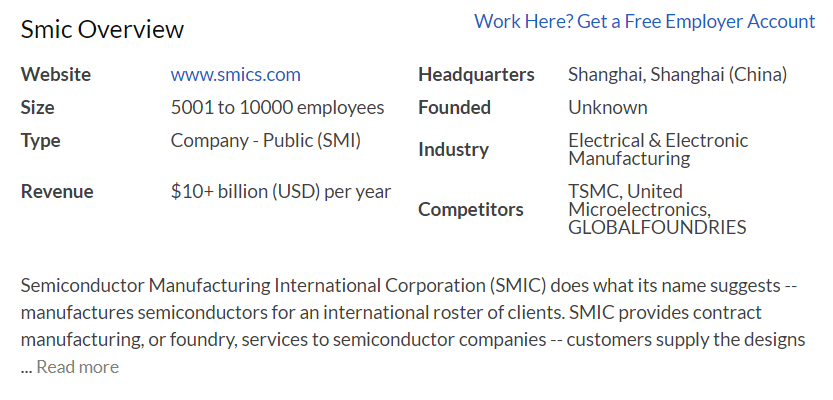 Smic Overview
Work Here? Get a Free Employer Account
Website www.smics.com
Headquarters Shanghai, Shanghai (China)
Size 5001 to 10000 employees
Founded Unknown
Type Company - Public (SMI)
Industry Electrical & Electronic
Manufacturing
Revenue $10+ billion (USD) per year
Competitors TSMC, United
Microelectronics,
GLOBALFOUNDRIES
Semiconductor Manufacturing International Corporation (SMIC) does what its name suggests --
manufactures semiconductors for an international roster of clients. SMIC provides contract
manufacturing, or foundry, services to semiconductor companies -- customers supply the designs
... Read more